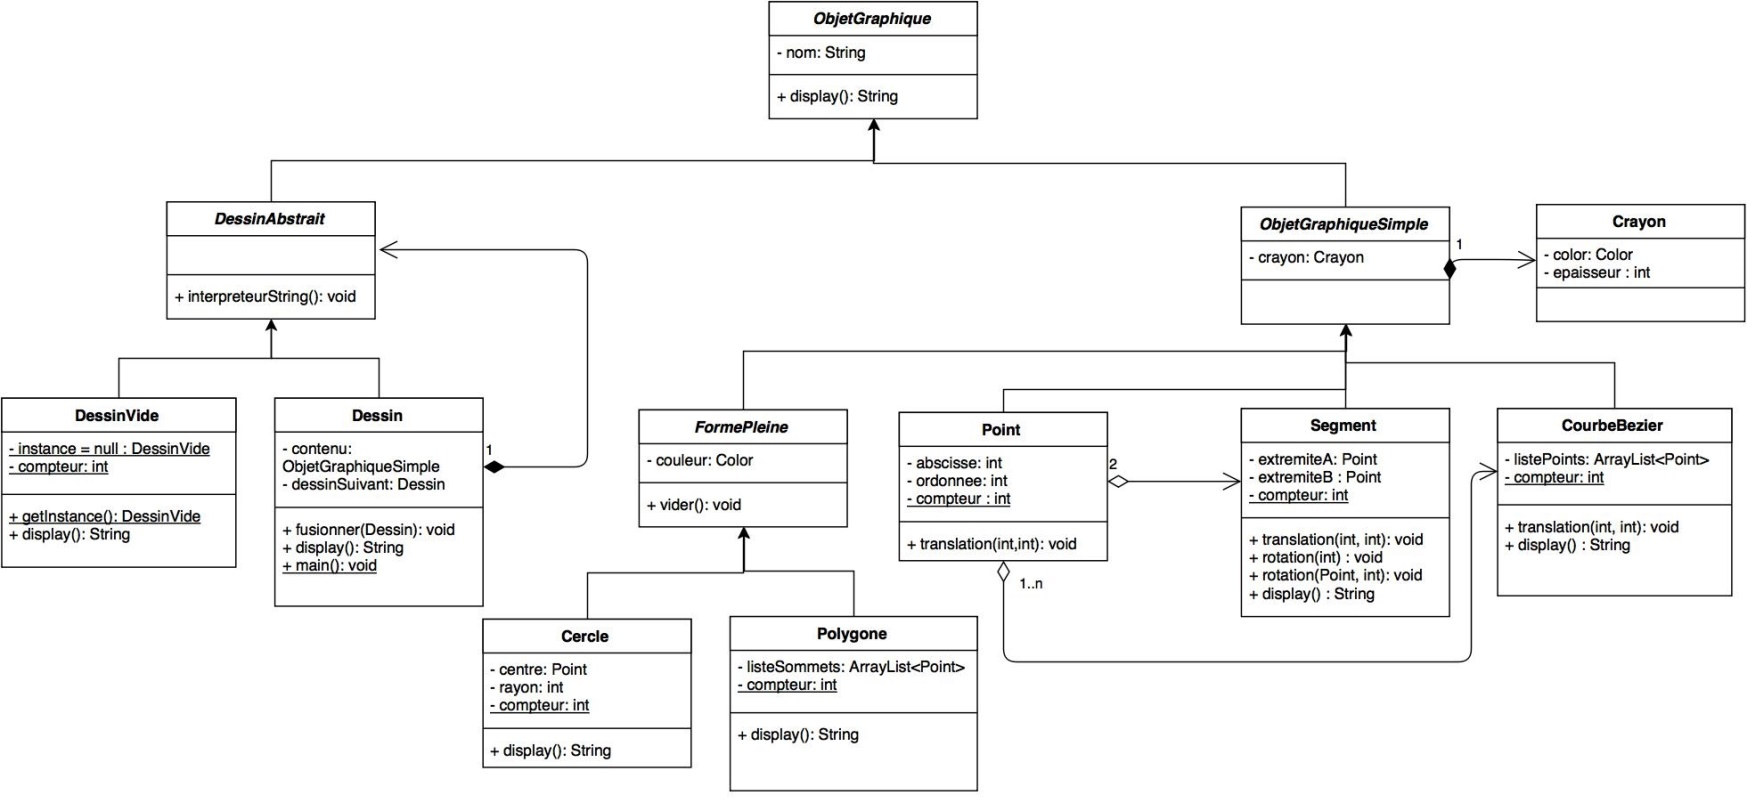 ObjetGraphique
- nom: String
+ display(): String
DessinAbstrait
+ interpreteurString(): void
ObjetGraphiqueSimple
- crayon: Crayon
1
Crayon
- color: Color
- epaisseur : int
DessinVide
- instance = null : DessinVide
- compteur: int
+ getInstance(): DessinVide
+ display(): String
Dessin
- contenu:
ObjetGraphiqueSimple
- dessinSuivant: Dessin
+ fusionner(Dessin): void
+ display(): String
+ main(): void
1
FormePleine
- couleur: Color
+ vider(): void
Point
- abscisse: int
- ordonnee: int
- compteur : int
+ translation(int,int): void
2
1..n
Segment
- extremiteA: Point
- extremiteB : Point
- compteur: int
+ translation(int, int): void
+ rotation(int) : void
+ rotation(Point, int): void
+ display() : String
CourbeBezier
- listePoints: ArrayList<Point>
- compteur: int
+ translation(int, int): void
+ display() : String
Cercle
- centre: Point
- rayon: int
- compteur: int
+ display(): String
Polygone
- listeSommets: ArrayList<Point>
- compteur: int
+ display(): String